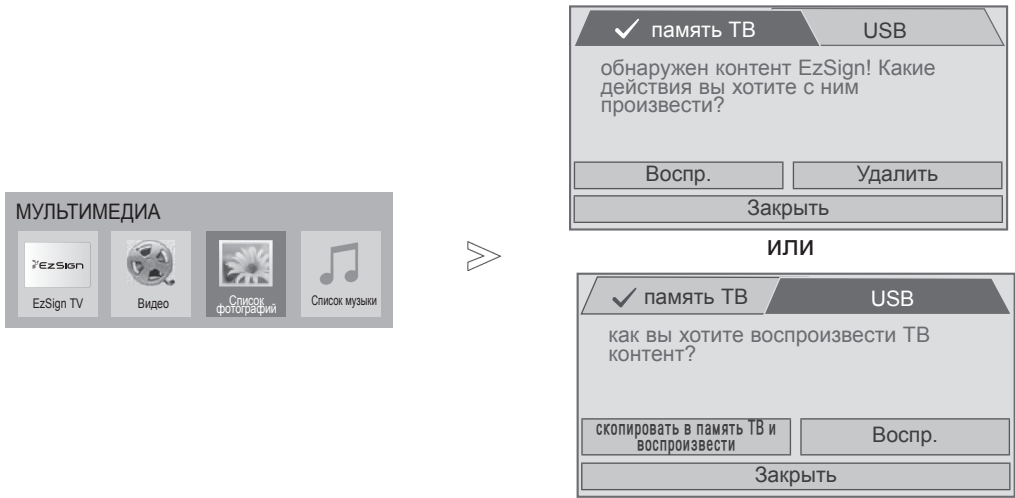 МУЛЬТИМЕДИА
EzSign
EzSign TV
Видео
Список
фотографий
Список музыки
память ТВ
USB
обнаружен контент EzSign! Какие
действия вы хотите с ним
произвести?
Воспр.
Удалить
Закрыть
или
память ТВ
USB
как вы хотите воспроизвести ТВ
контент?
скопировать в память ТВ и
воспроизвести
Воспр.
Закрыть